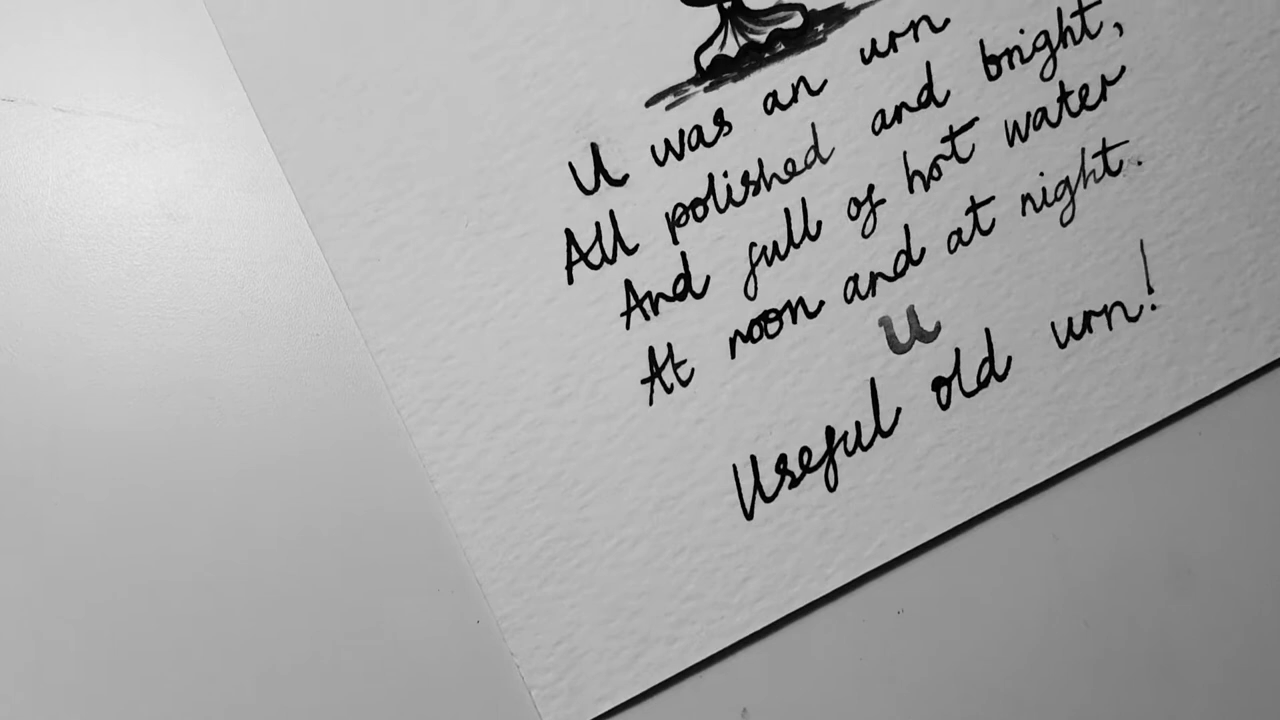 U was an urn
All polished and bright,
And full of hot water
At noon and at night.
u
Useful old urn!